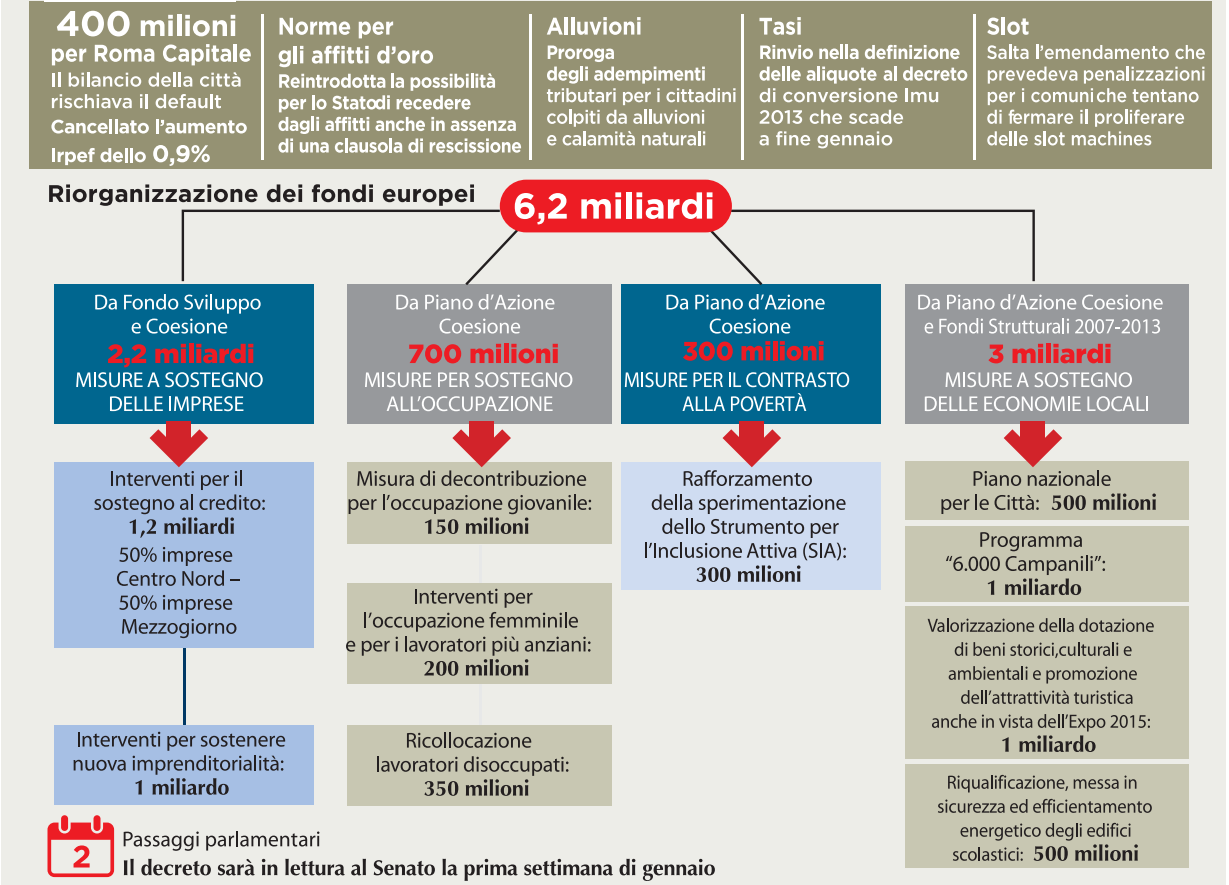 400 milioni
per Roma Capitale
Il bilancio della città
rischiava il default
Cancellato l'aumento
Irpef dello 0,9%
Norme per
gli affitti d'oro
Reintrodotta la possibilità
per lo Statodi recedere
dagli affitti anche in assenza
di una clausola di rescissione
Alluvioni
Proroga
degli adempimenti
tributari per i cittadini
colpiti da alluvioni
e calamità naturali
Tasi
Rinvio nella definizione
delle aliquote al decreto
di conversione Imu
2013 che scade
a fine gennaio
Slot
Salta l'emendamento che
prevedeva penalizzazioni
per i comuni che tentano
di fermare il proliferare
delle slot machines
Riorganizzazione dei fondi europei
6,2 miliardi
Da Fondo Sviluppo
e Coesione
2,2 miliardi
MISURE A SOSTEGNO
DELLE IMPRESE
Interventi per il
sostegno al credito:
1,2 miliardi
50% imprese
Centro Nord –
50% imprese
Mezzogiorno
Interventi per sostenere
nuova imprenditorialità:
1 miliardo
Da Piano d'Azione
Coesione
700 milioni
MISURE PER SOSTEGNO
ALL'OCCUPAZIONE
Misura di decontribuzione
per l'occupazione giovanile:
150 milioni
Interventi per
l'occupazione femminile
e per i lavoratori più anziani:
200 milioni
Ricollocazione
lavoratori disoccupati:
350 milioni
Da Piano d'Azione
Coesione
300 milioni
MISURE PER IL CONTRASTO
ALLA POVERTÀ
Rafforzamento
della sperimentazione
dello Strumento per
l'Inclusione Attiva (SIA):
300 milioni
Da Piano d'Azione Coesione
e Fondi Strutturali 2007-2013
3 miliardi
MISURE A SOSTEGNO
DELLE ECONOMIE LOCALI
Piano nazionale
per le Città: 500 milioni
Programma
“6.000 Campanili”:
1 miliardo
Valorizzazione della dotazione
di beni storici,culturali e
ambientali e promozione
dell'attrattività turistica
anche in vista dell'Expo 2015:
1 miliardo
Riqualificazione, messa in
sicurezza ed efficientamento
energetico degli edifici
scolastici: 500 milioni
2
Passaggi parlamentari
Il decreto sarà in lettura al Senato la prima settimana di gennaio